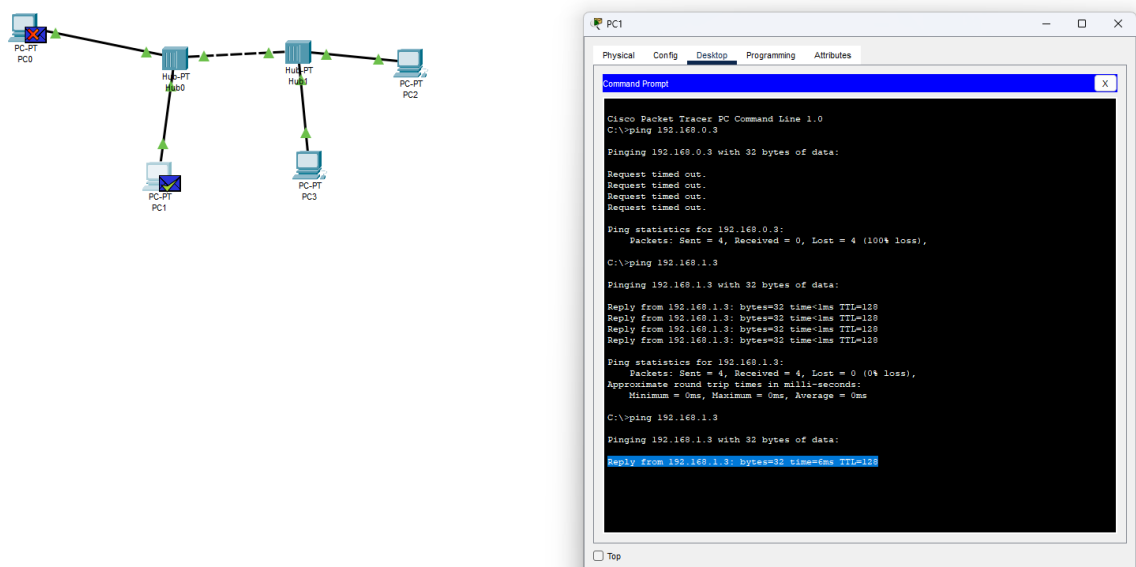 PC-PT
PC0
Hub-PT
Hub0
Hub-PT
Hub1
PC-PT
PC2
PC-PT
PC1
PC-PT
PC3
PC1
Physical Config Desktop Programming Attributes
Command Prompt
X
Cisco Packet Tracer PC Command Line 1.0
C:\>ping 192.168.0.3
Pinging 192.168.0.3 with 32 bytes of data:
Request timed out.
Request timed out.
Request timed out.
Request timed out.
Ping statistics for 192.168.0.3:
Packets: Sent = 4, Received = 0, Lost = 4 (100% loss),
C:\>ping 192.168.1.3
Pinging 192.168.1.3 with 32 bytes of data:
Reply from 192.168.1.3: bytes=32 time<1ms TTL=128
Reply from 192.168.1.3: bytes=32 time<1ms TTL=128
Reply from 192.168.1.3: bytes=32 time<1ms TTL=128
Reply from 192.168.1.3: bytes=32 time<1ms TTL=128
Ping statistics for 192.168.1.3:
Packets: Sent = 4, Received = 4, Lost = 0 (0% loss),
Approximate round trip times in milli-seconds:
Minimum = 0ms, Maximum = 0ms, Average = 0ms
C:\>ping 192.168.1.3
Pinging 192.168.1.3 with 32 bytes of data:
Reply from 192.168.1.3: bytes=32 time=6ms TTL=128
Top